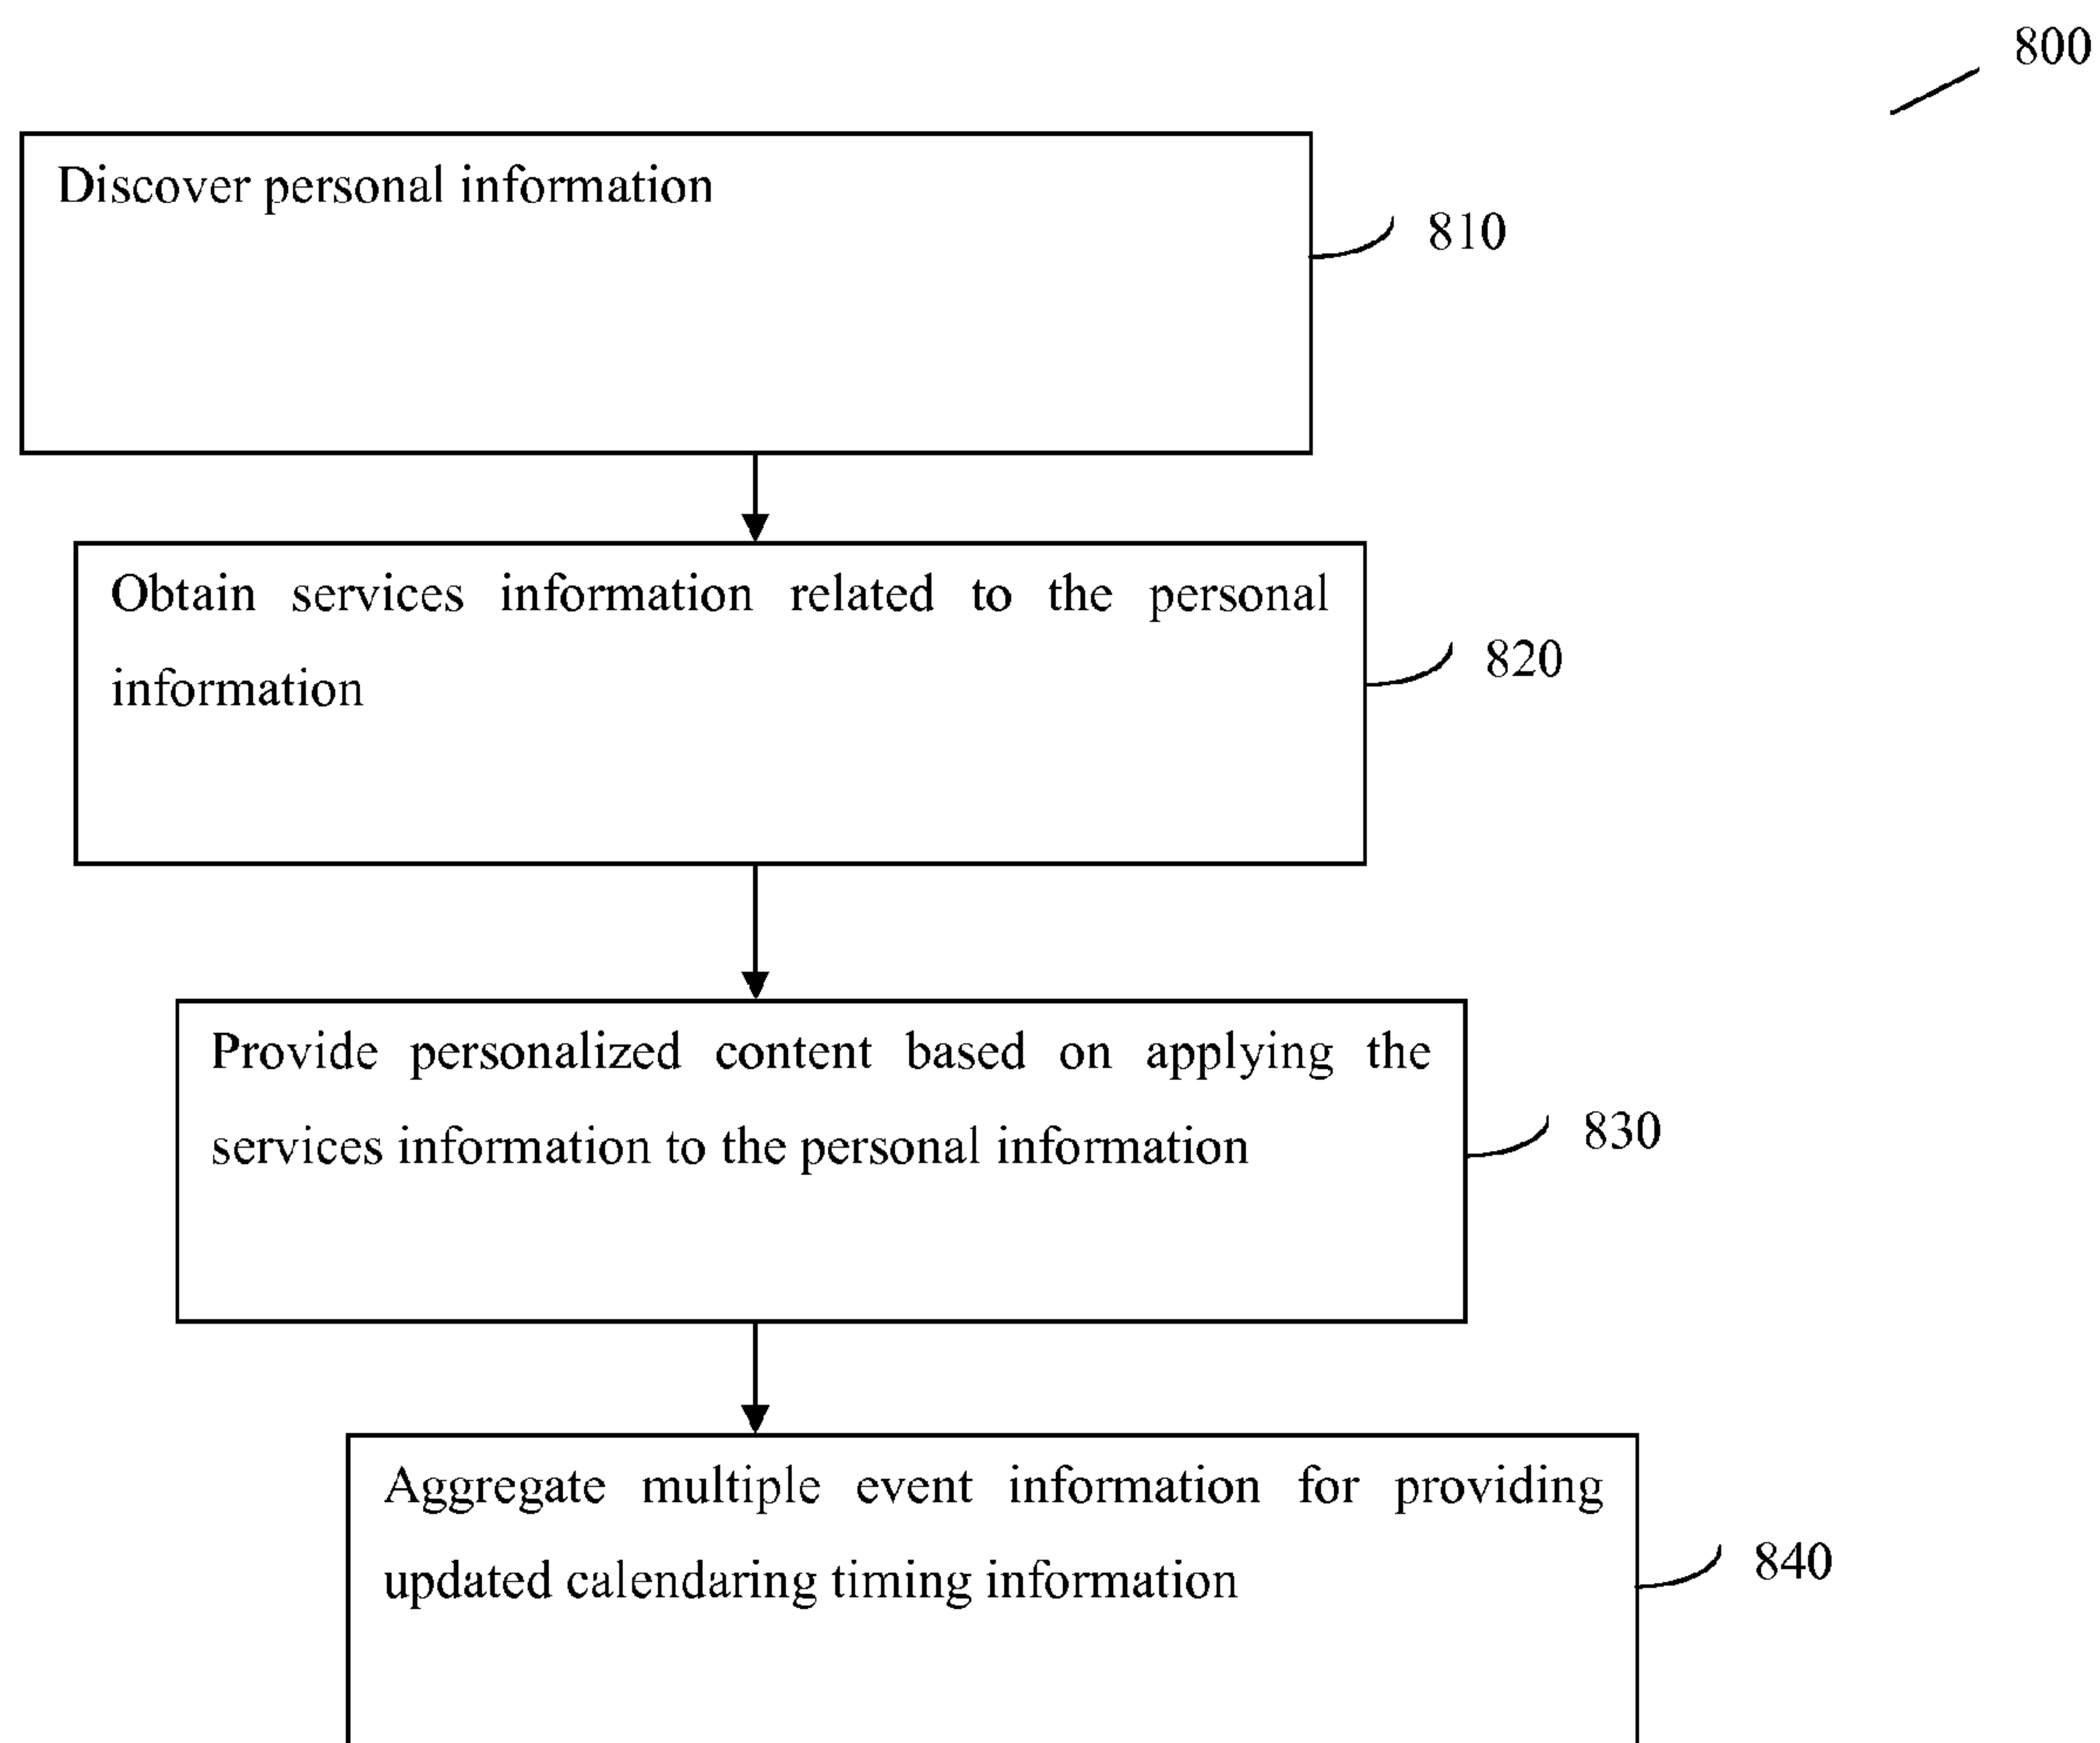 800
Discover personal information
810
Obtain services information related to the personal
information
820
Provide personalized content based on applying the
services information to the personal information
830
Aggregate multiple event information for providing
updated calendaring timing information
840